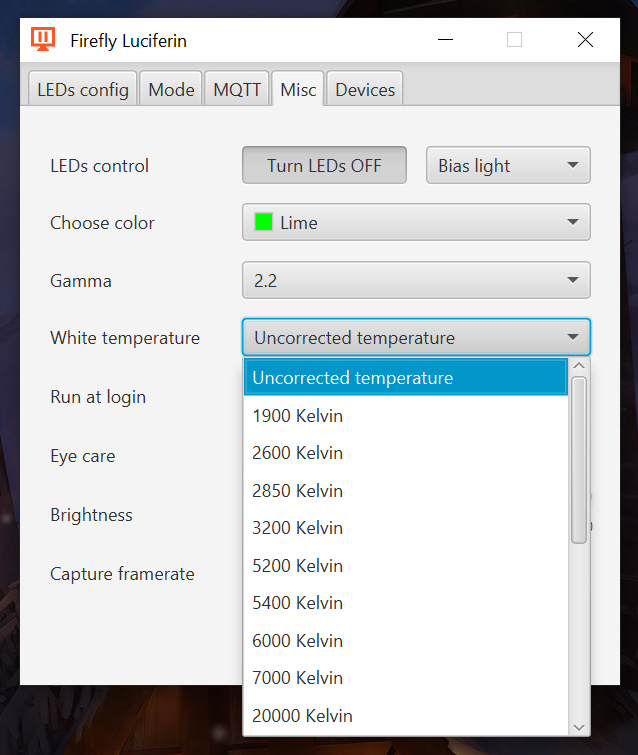 Firefly Luciferin
LEDs config Mode MQTT Misc Devices
LEDs control Turn LEDs OFF Bias light
Choose color Lime
Gamma 2.2
White temperature Uncorrected temperature
Uncorrected temperature
Run at login
1900 Kelvin
2600 Kelvin
Eye care
2850 Kelvin
Brightness
3200 Kelvin
5200 Kelvin
Capture framerate
5400 Kelvin
6000 Kelvin
7000 Kelvin
20000 Kelvin